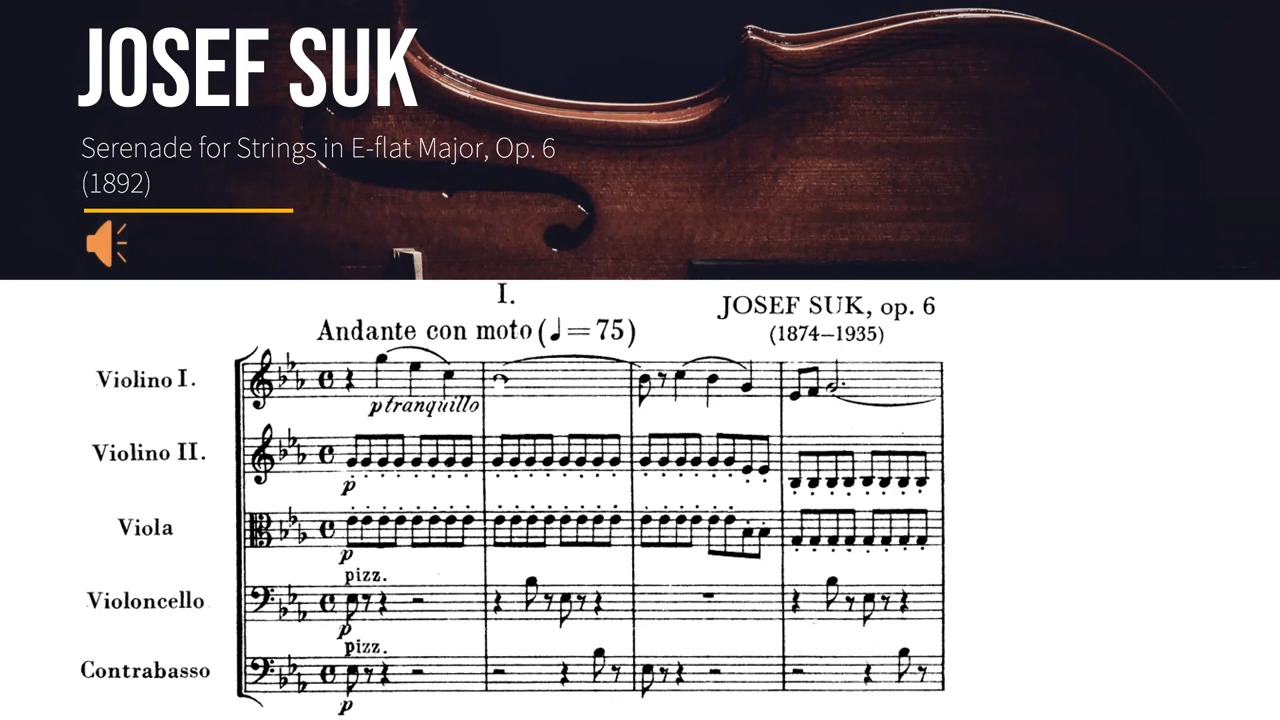 JOSEF SUK
Serenade for Strings in E-flat Major, Op. 6
(1892)
I.
JOSEF SUK, op. 6
Andante con moto (♩=75)
(1874–1935)
Violino I.
p tranquillo
Violino II.
p
Viola
p
pizz.
Violoncello
p
pizz.
Contrabasso
p